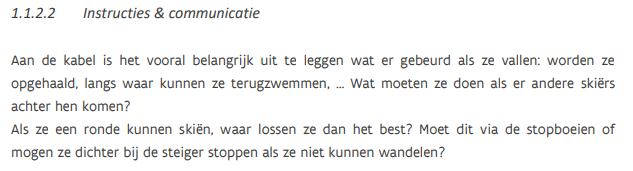 1.1.2.2 Instructies & communicatie
Aan de kabel is het vooral belangrijk uit te leggen wat er gebeurd als ze vallen: worden ze
opgehaald, langs waar kunnen ze terugzwemmen, … Wat moeten ze doen als er andere skiërs
achter hen komen?
Als ze een ronde kunnen skiën, waar lossen ze dan het best? Moet dit via de stopboeien of
mogen ze dichter bij de steiger stoppen als ze niet kunnen wandelen?